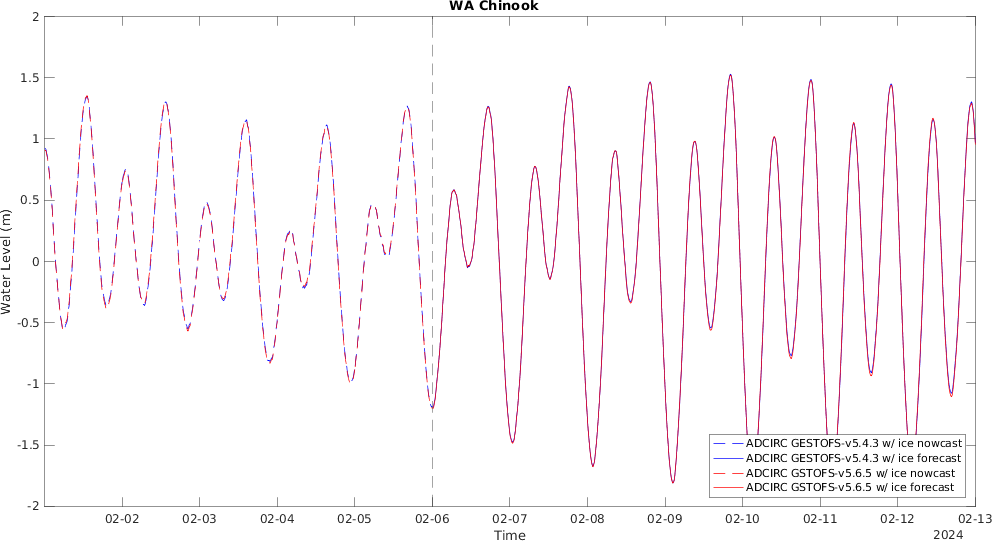 WA Chinook
2
1.5
1
0.5
0
-0.5
-1
-1.5
-2
Water Level (m)
ADCIRC GESTOFS-v5.4.3 w/ ice nowcast
ADCIRC GESTOFS-v5.4.3 w/ ice forecast
ADCIRC GSTOFS-v5.6.5 w/ ice nowcast
ADCIRC GSTOFS-v5.6.5 w/ ice forecast
02-02 02-03 02-04 02-05 02-06 02-07 02-08 02-09 02-10 02-11 02-12 02-13
Time
2024